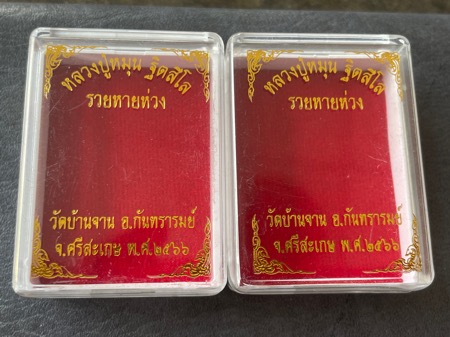 หลวงปู่หมุน ฐิตสีโล
รวยหายห่วง
วัดบ้านจาน อ.กันทรารมย์
จ.ศรีสะเกษ พ.ศ.๒๕๖๖
หลวงปู่หมุน ฐิตสีโล
รวยหายห่วง
วัดบ้านจาน อ.กันทรารมย์
จ.ศรีสะเกษ พ.ศ.๒๕๖๖